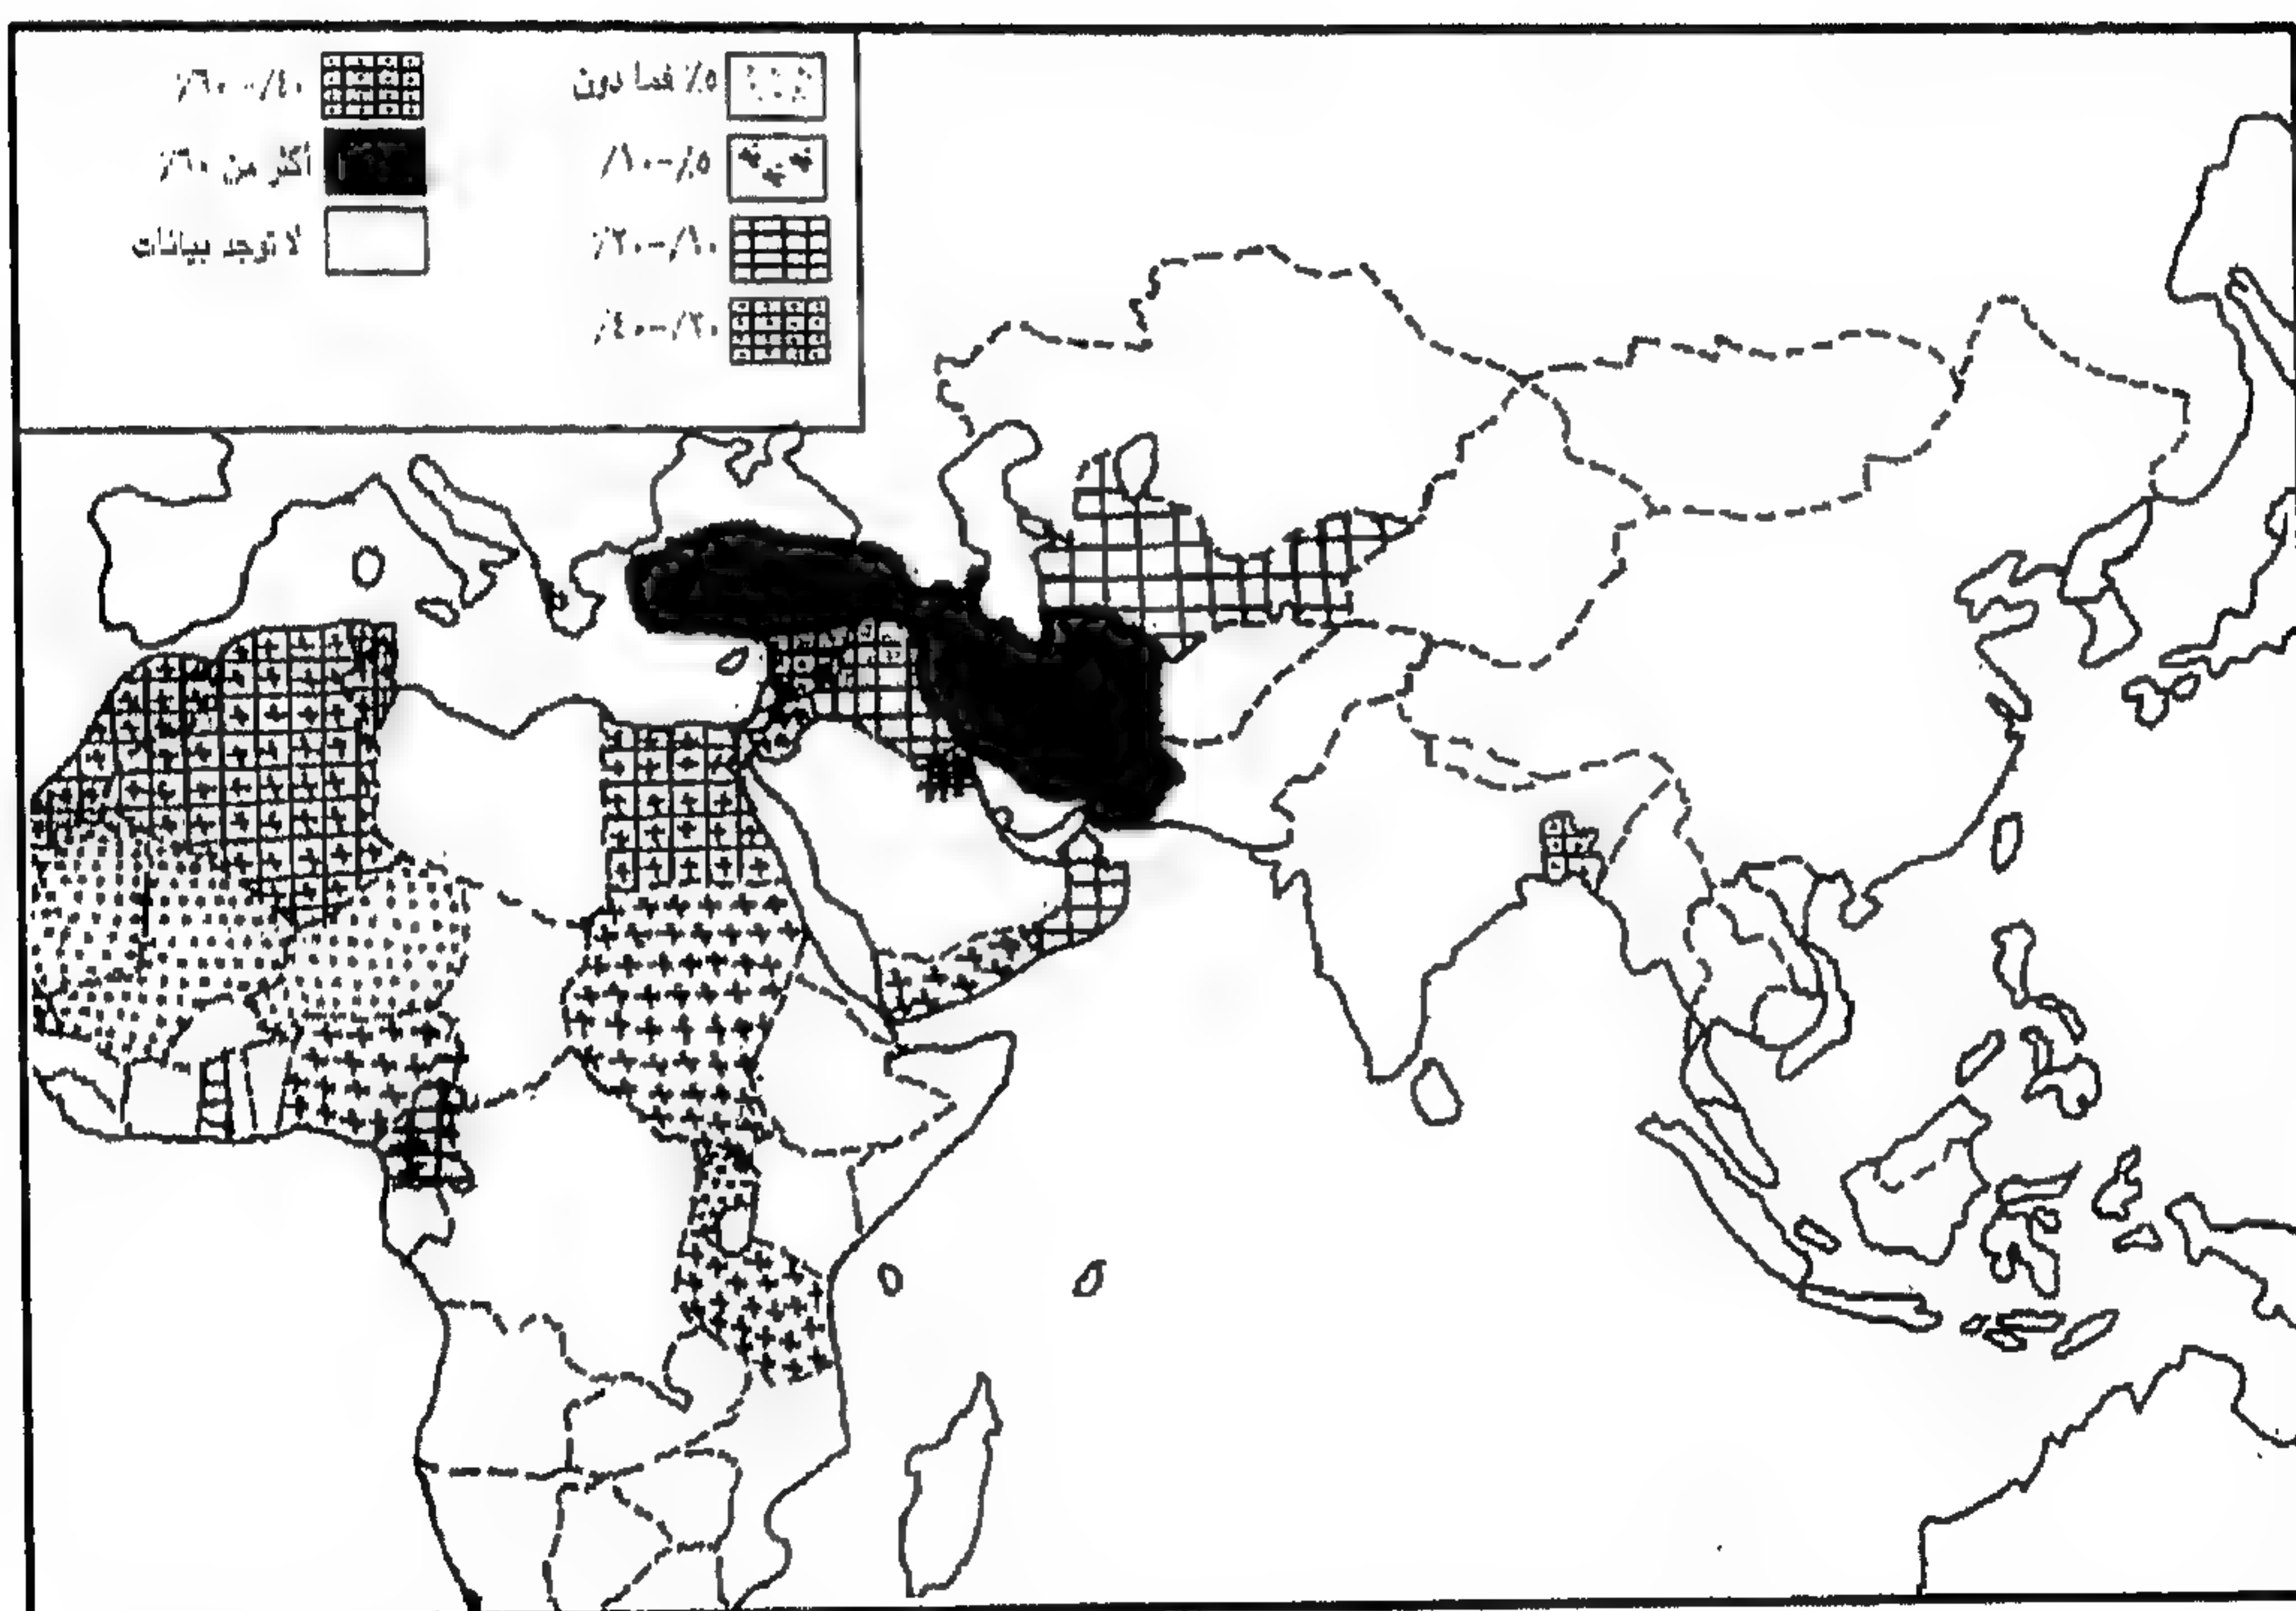 ٥٪ فما دون
٥٪-١٠٪
١٠٪-٢٠٪
٢٠٪-٤٠٪
٤٠٪-٦٠٪
أكثر من ٦٠٪
لا توجد بيانات